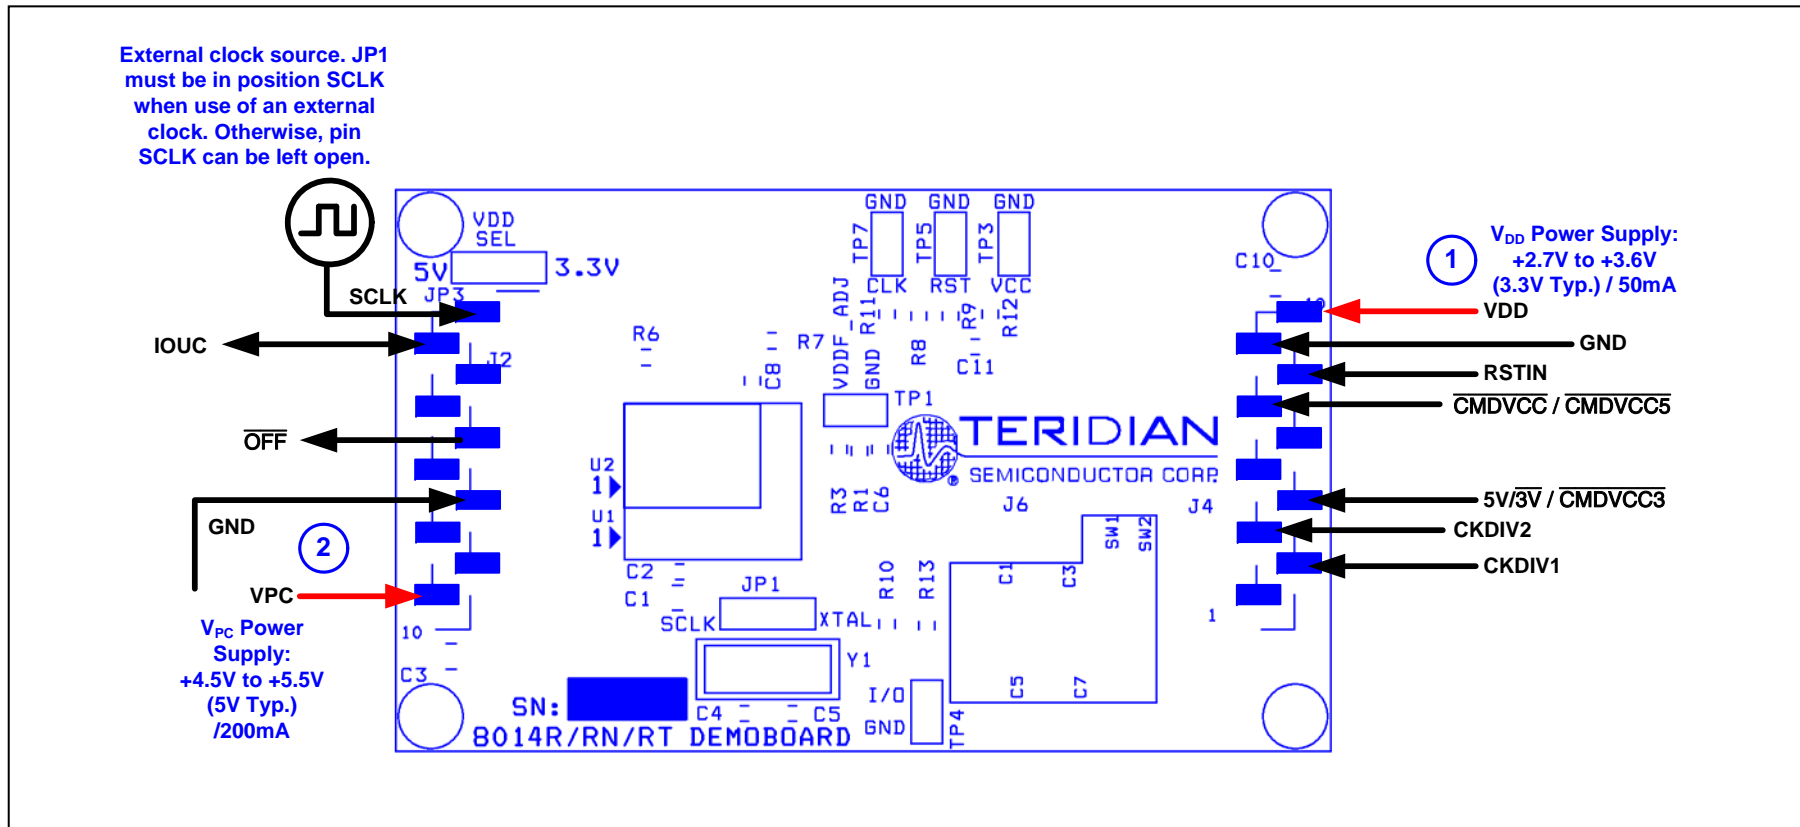 External clock source. JP1
must be in position SCLK
when use of an external
clock. Otherwise, pin
SCLK can be left open.
VDD
SEL
5V
3.3V
JP3
SCLK
IOUC
J2
OFF
GND
2
VPC
VPC Power
Supply:
+4.5V to +5.5V
(5V Typ.)
/200mA
10
C3
GND GND GND
TP7
TP5
TP3
CLK RST VCC
VDDF_ADJ
GND
R11
R8
R9
R12
C11
R6
R7
C8
TP1
TERIDIAN
SEMICONDUCTOR CORP.
®
U2
1
U1
1
R3
R1
C6
J6
J4
SW1
SW2
C1
C3
C5
C7
C2
C1
JP1
SCLK
XTAL
R10
R13
Y1
C4
C5
I/O
GND
TP4
SN:
8014R/RN/RT DEMOBOARD
C10
10
1
1
VDD Power Supply:
+2.7V to +3.6V
(3.3V Typ.) / 50mA
VDD
GND
RSTIN
CMDVCC / CMDVCC5
5V/3V / CMDVCC3
CKDIV2
CKDIV1